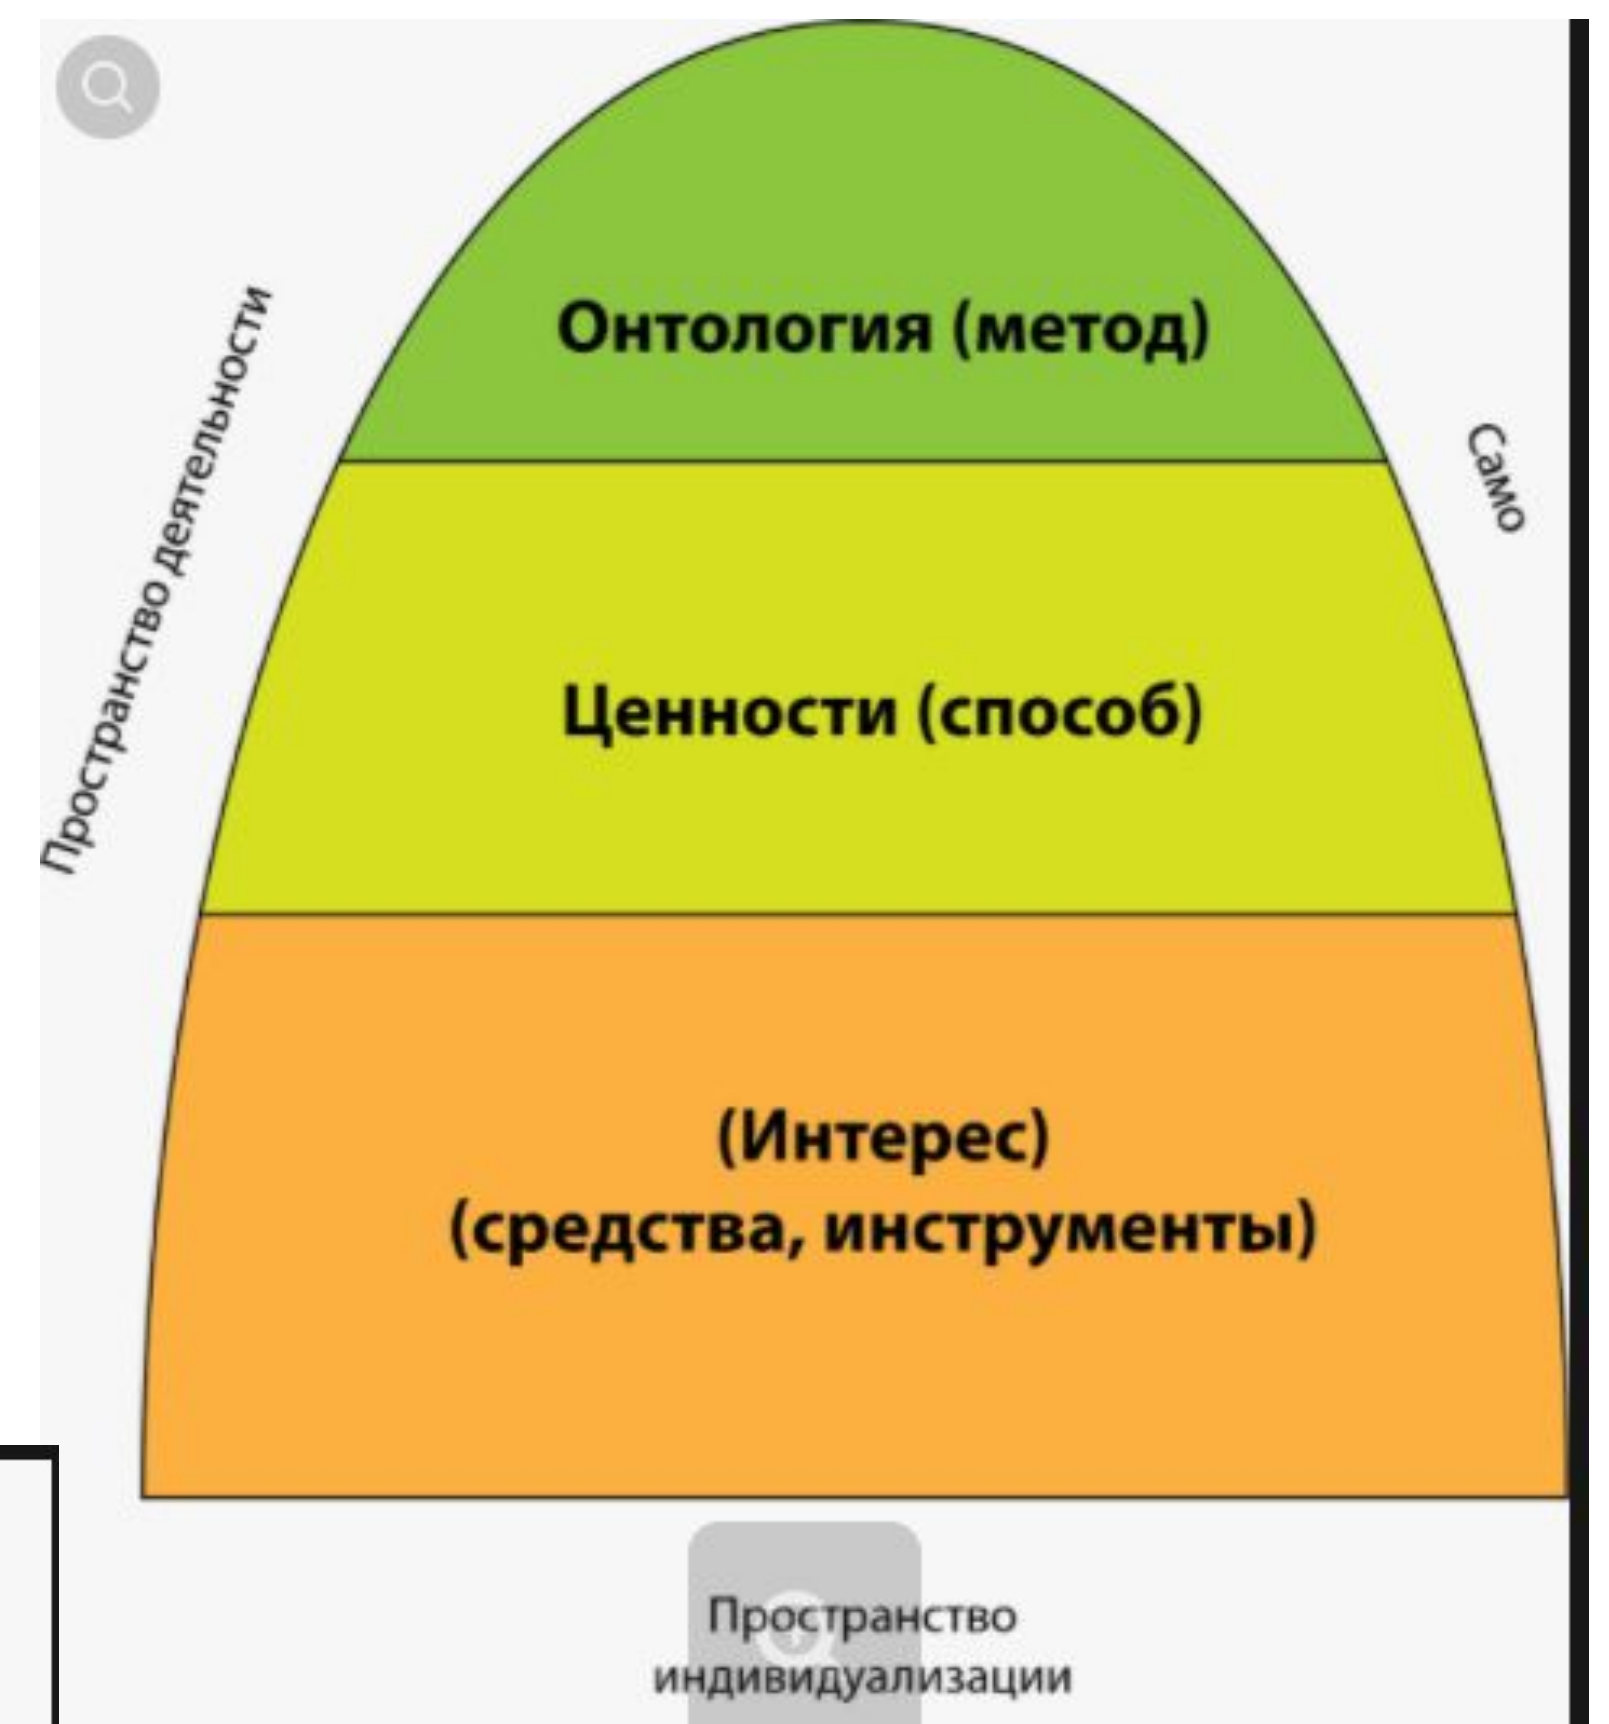 Онтология (метод)
Пространство деятельности
Само
Ценности (способ)
(Интерес)
(средства, инструменты)
Пространство
индивидуализации